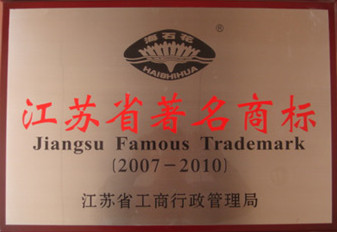 海石花
®
HAISHIHUA
江苏省著名商标
Jiangsu Famous Trademark
(2007-2010)
江苏省工商行政管理局